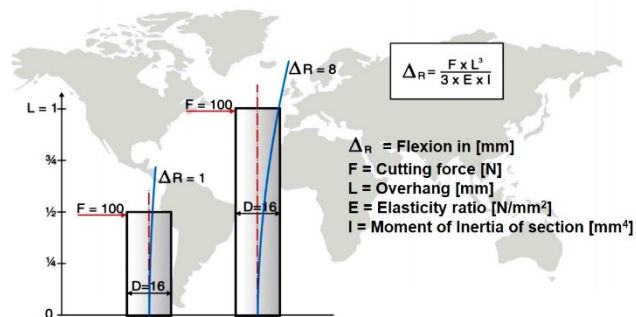 ΔR = 8
ΔR = F x L³ / 3 x E x I
L = 1
F = 100
ΔR = Flexion in [mm]
F = Cutting force [N]
L = Overhang [mm]
E = Elasticity ratio [N/mm²]
I = Moment of Inertia of section [mm⁴]
¾
ΔR = 1
½
F = 100
D=16
¼
D=16
0